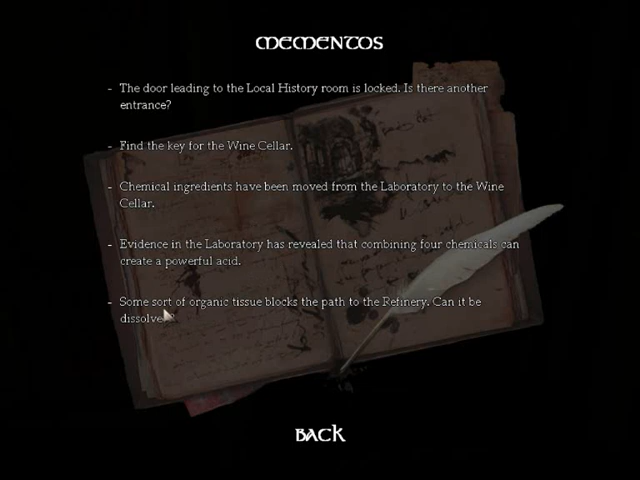 MEMENTOS
- The door leading to the Local History room is locked. Is there another
entrance?
- Find the key for the Wine Cellar.
- Chemical ingredients have been moved from the Laboratory to the Wine
Cellar.
- Evidence in the Laboratory has revealed that combining four chemicals can
create a powerful acid.
- Some sort of organic tissue blocks the path to the Refinery. Can it be
dissolved?
BACK